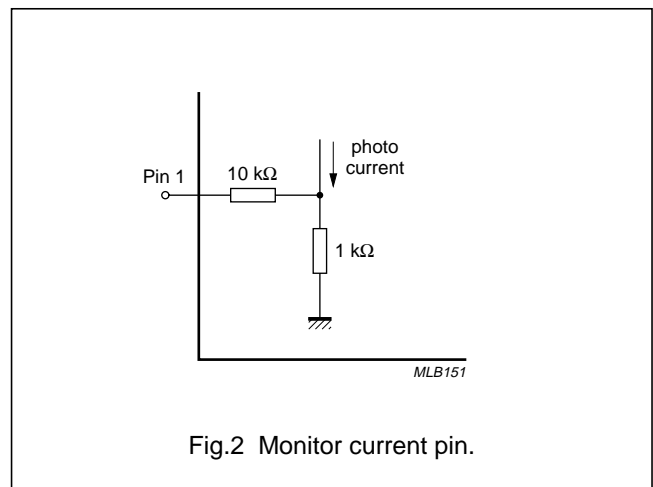 photo
current
Pin 1
10 kΩ
1 kΩ
MLB151
Fig.2 Monitor current pin.